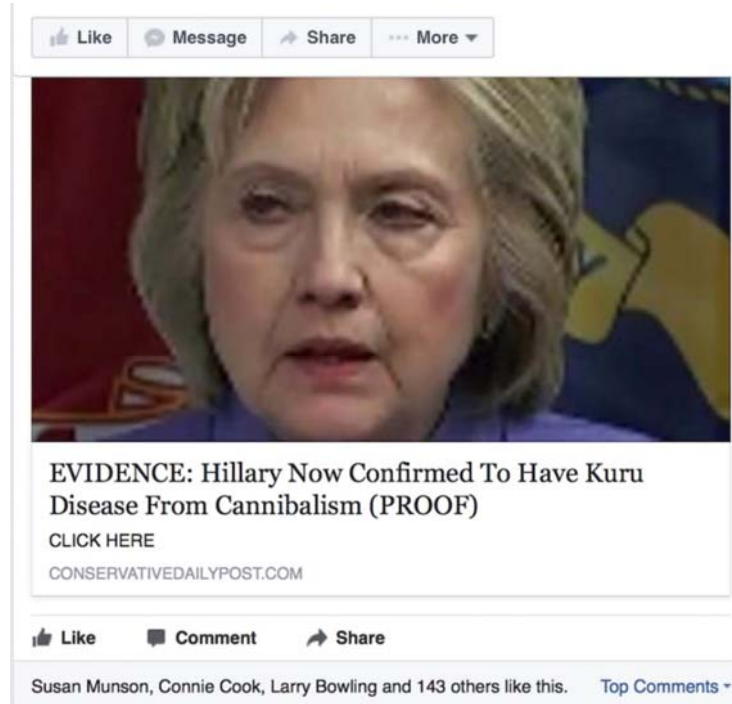 Like Message Share ... More
EVIDENCE: Hillary Now Confirmed To Have Kuru
Disease From Cannibalism (PROOF)
CLICK HERE
CONSERVATIVEDAILYPOST.COM
Like Comment Share
Susan Munson, Connie Cook, Larry Bowling and 143 others like this. Top Comments